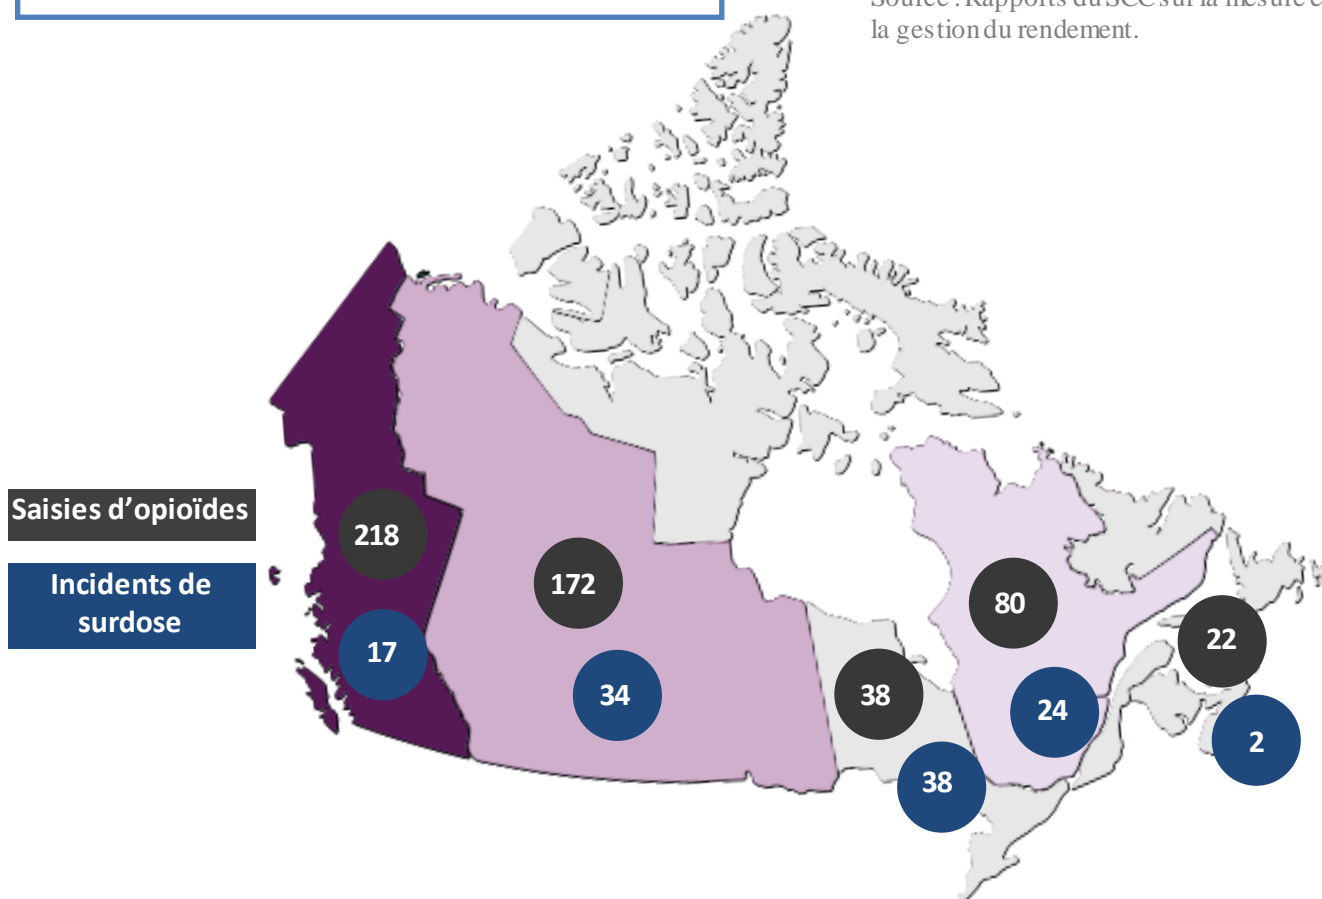 la gestion du rendement.
Saisies d’opioïdes
218
172
Incidents de
surdose
80
22
17
34
38
24
2
38